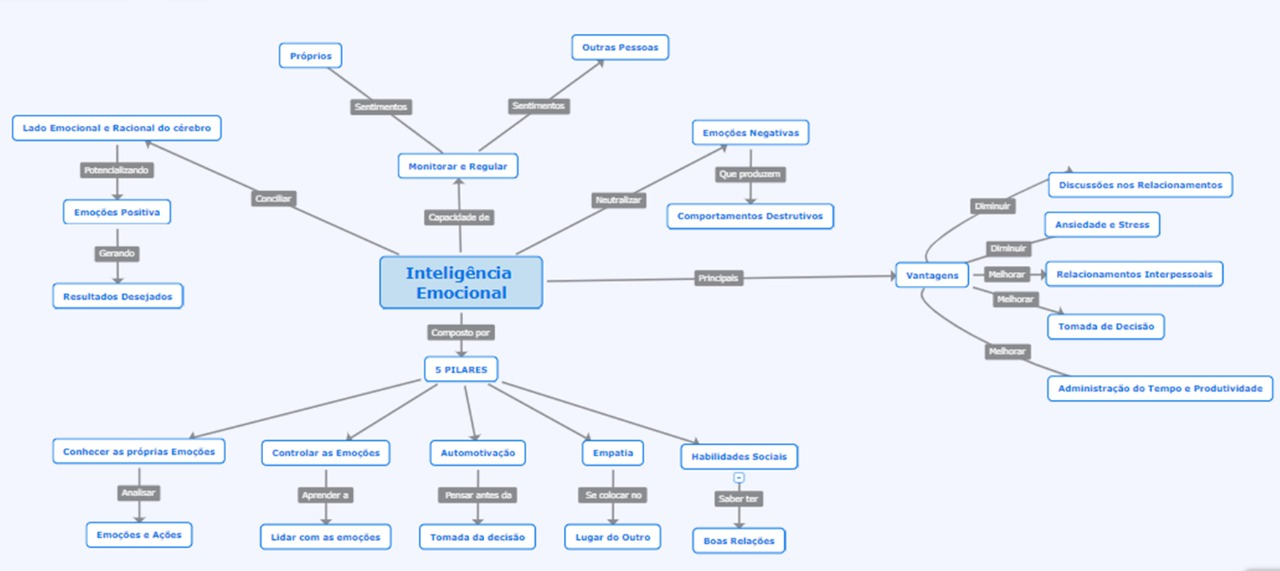 Próprios
Outras Pessoas
Sentimentos
Sentimentos
Lado Emocional e Racional do cérebro
Emoções Negativas
Monitorar e Regular
Potencializando
Que produzem
Discussões nos Relacionamentos
Conciliar
Neutralizar
Diminuir
Emoções Positiva
Capacidade de
Comportamentos Destrutivos
Ansiedade e Stress
Gerando
Diminuir
Inteligência
Emocional
Principais
Vantagens
Melhorar
Relacionamentos Interpessoais
Resultados Desejados
Melhorar
Composto por
Tomada de Decisão
Melhorar
5 PILARES
Administração do Tempo e Produtividade
Conhecer as próprias Emoções
Controlar as Emoções
Automotivação
Empatia
Habilidades Sociais
Analisar
Aprender a
Pensar antes da
Se colocar no
Saber ter
Emoções e Ações
Lidar com as emoções
Tomada da decisão
Lugar do Outro
Boas Relações